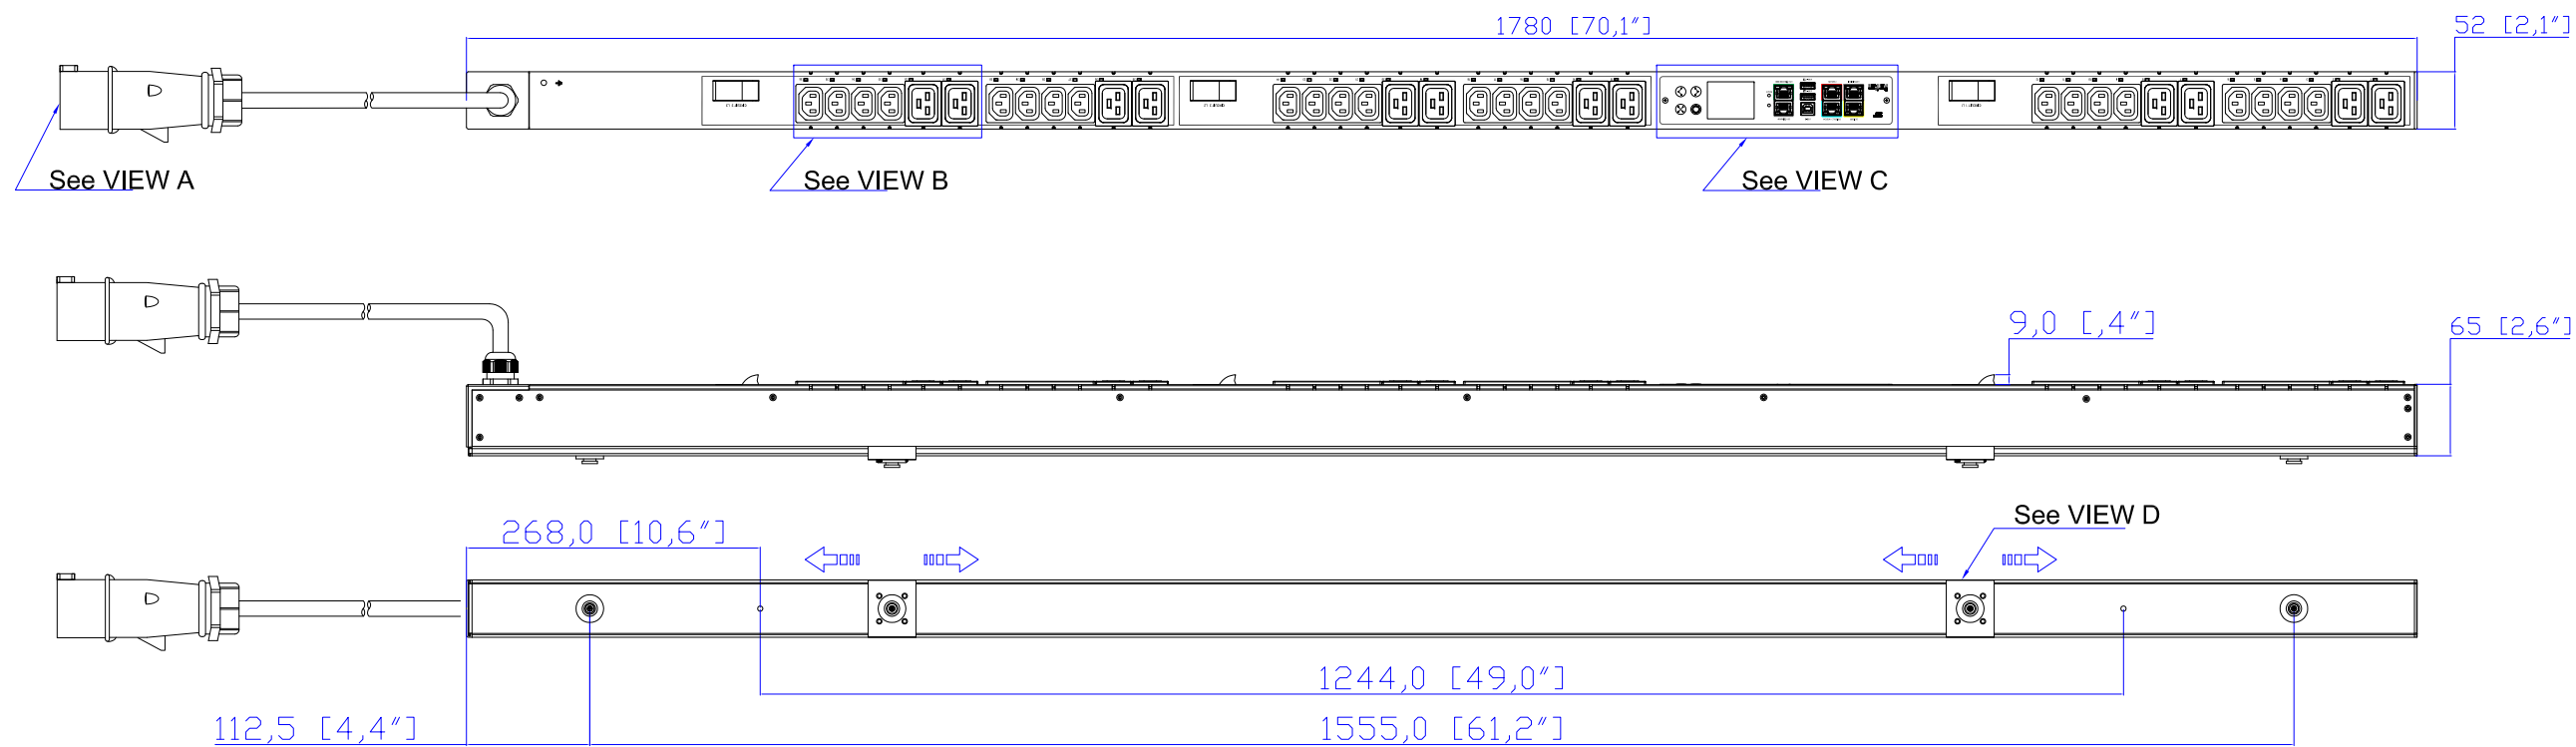 1780 [70,1″]
52 [2,1″]
See VIEW A
See VIEW B
See VIEW C
9,0 [,4″]
65 [2,6″]
See VIEW D
268,0 [10,6″]
1244,0 [49,0″]
112,5 [4,4″]
1555,0 [61,2″]